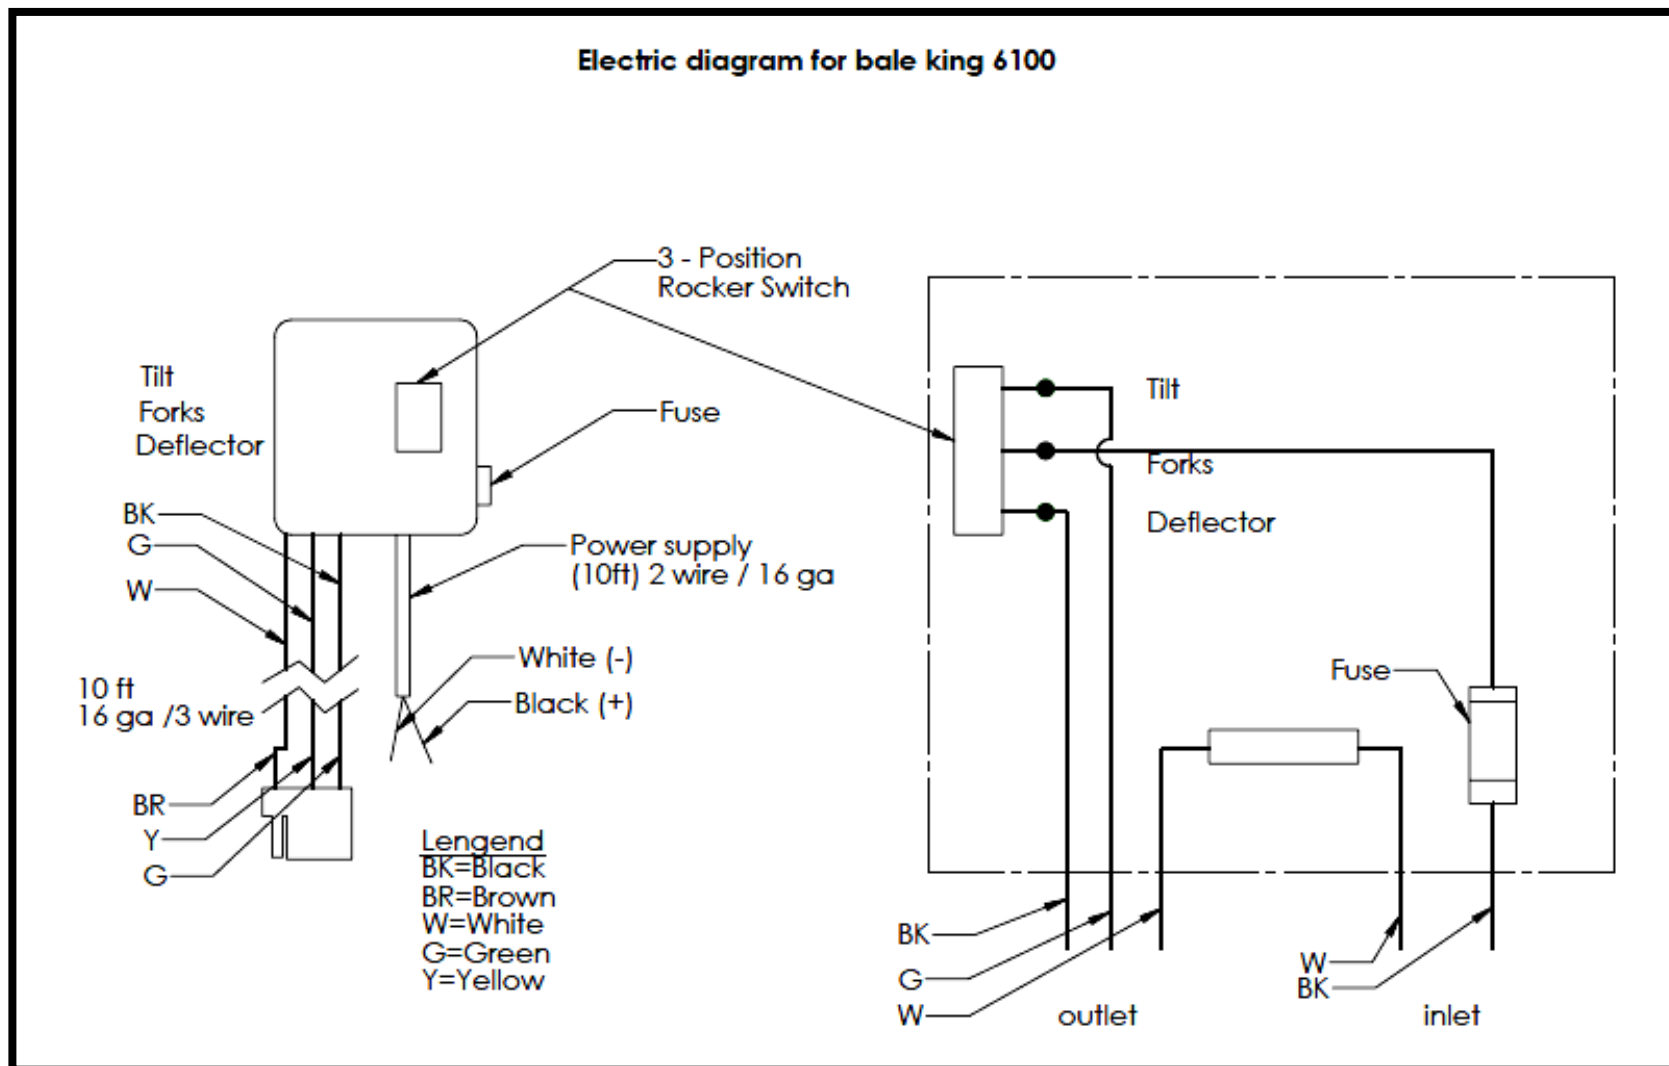 Electric diagram for bale king 6100
3 - Position
Rocker Switch
Tilt
Forks
Deflector
Fuse
BK
G
W
Power supply
(10ft) 2 wire / 16 ga
White (-)
Black (+)
10 ft
16 ga /3 wire
BR
Y
G
Lengend
BK=Black
BR=Brown
W=White
G=Green
Y=Yellow
Tilt
Forks
Deflector
Fuse
BK
G
W
outlet
W
BK
inlet